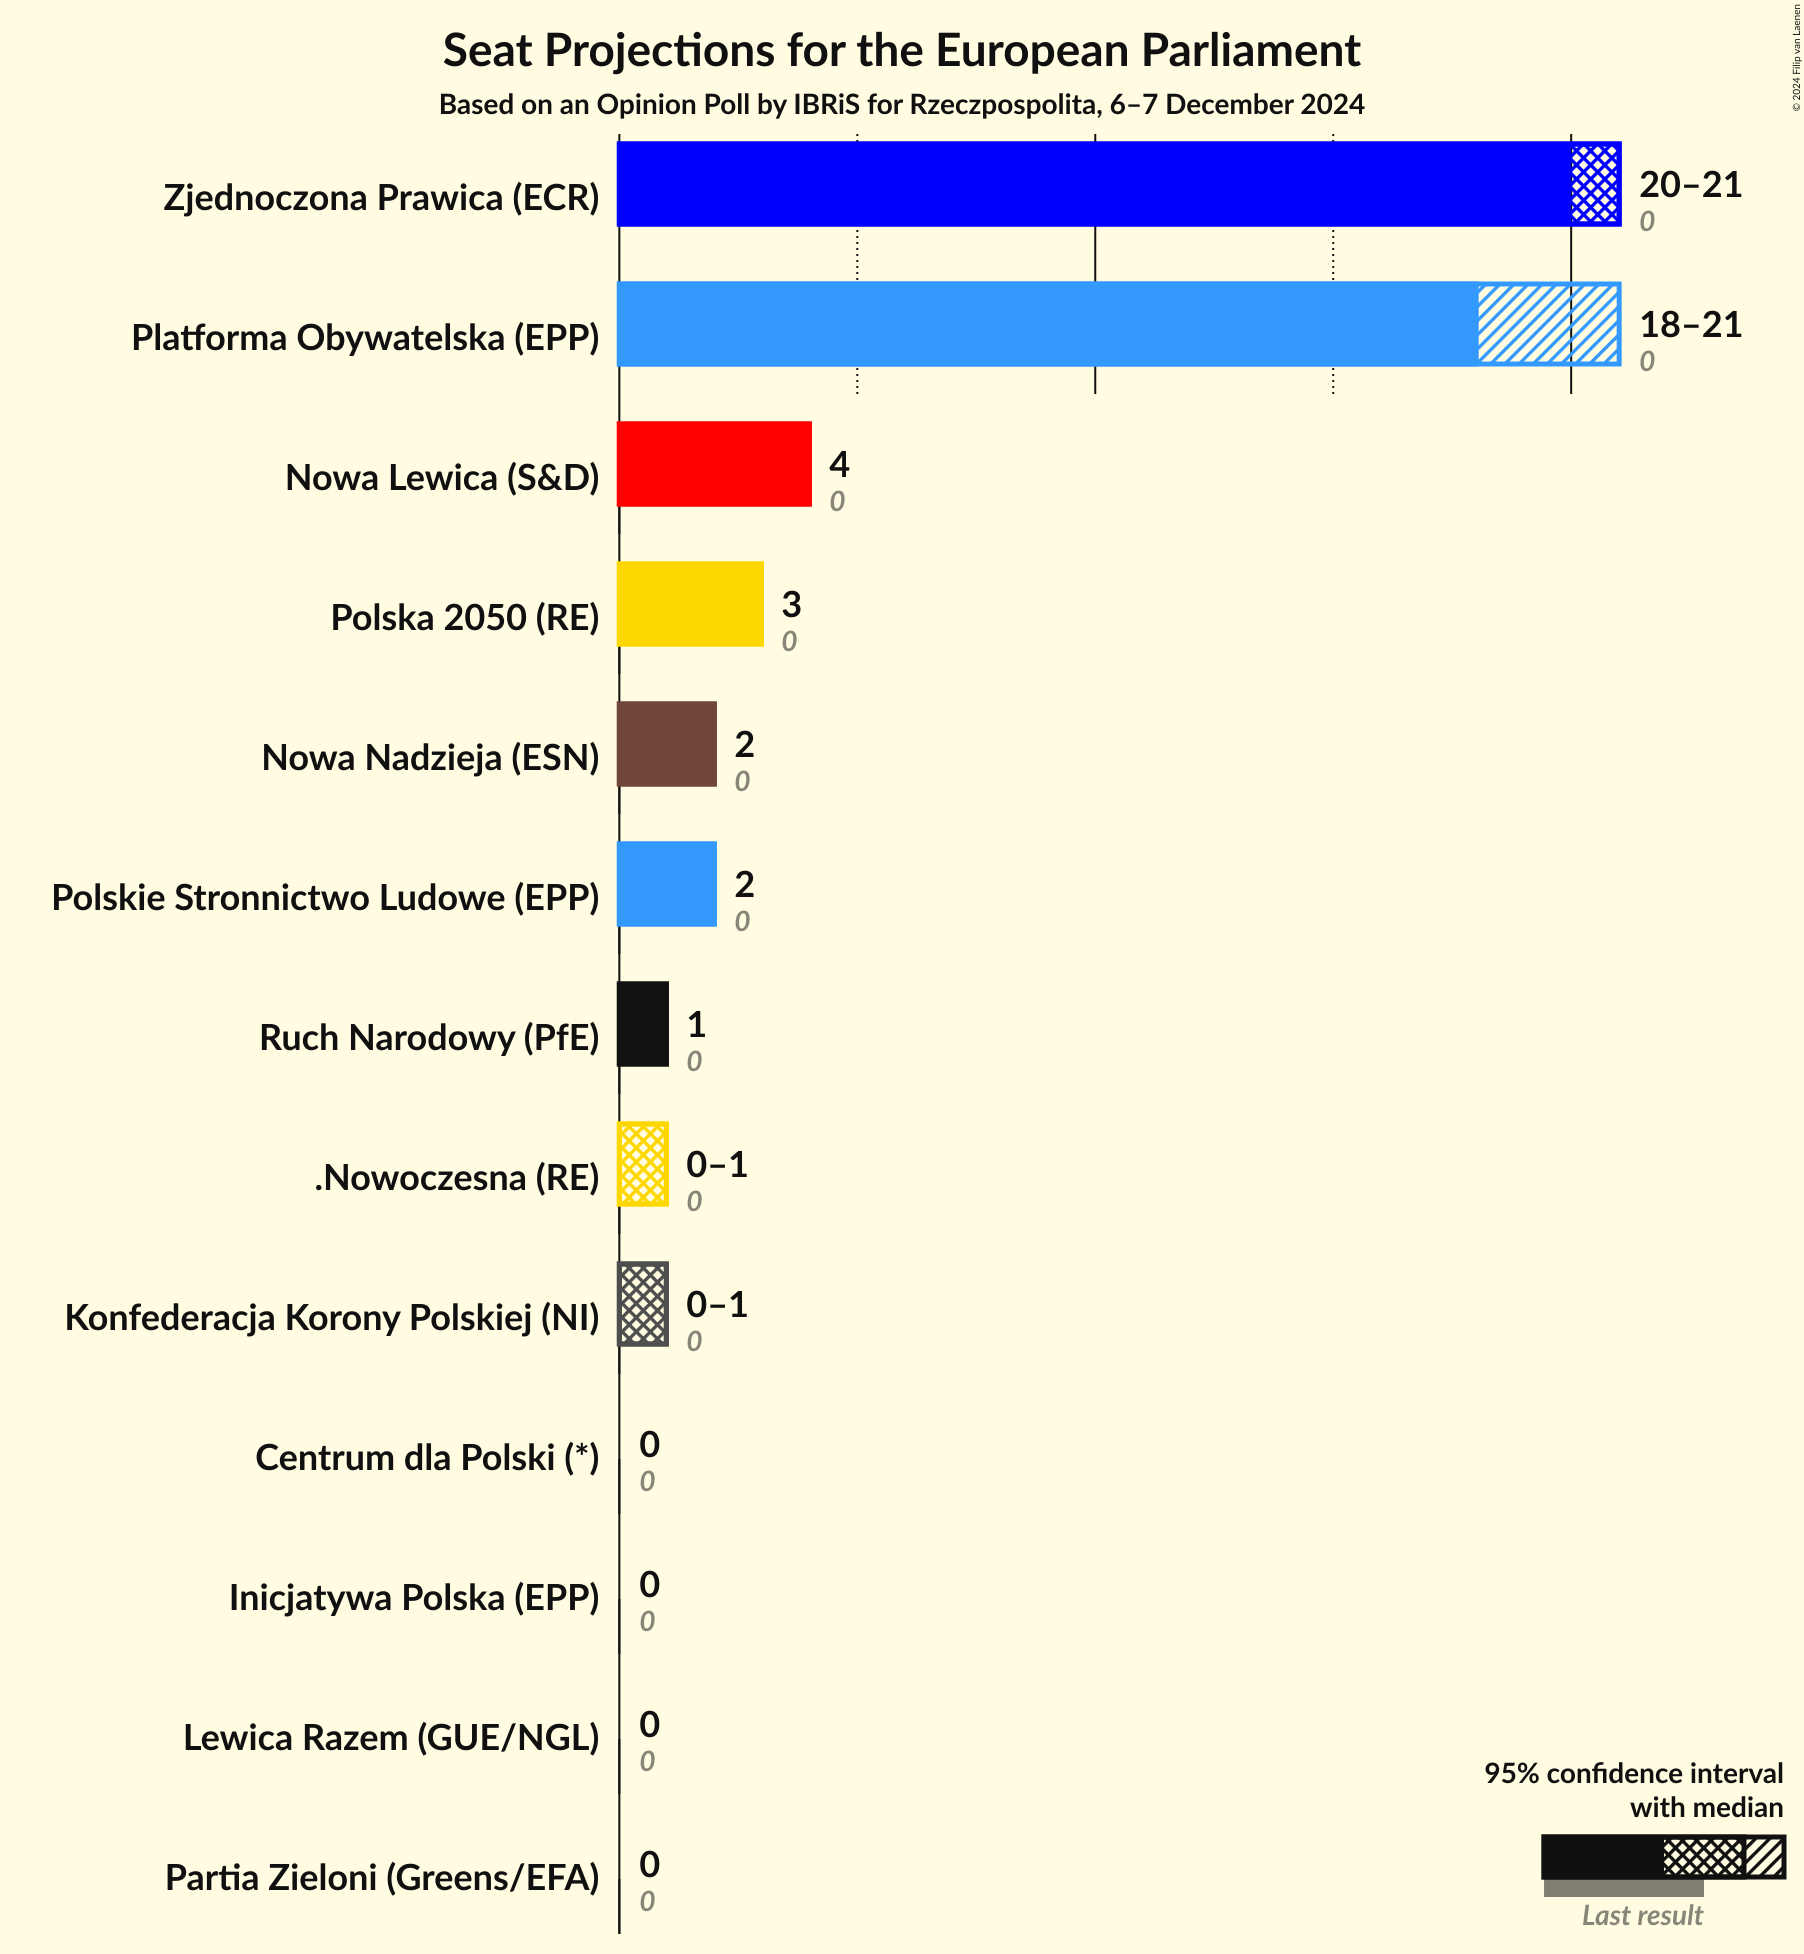 Seat Projections for the European Parliament
Based on an Opinion Poll by IBRiS for Rzeczpospolita, 6–7 December 2024
© 2024 Filip van Laenen
Zjednoczona Prawica (ECR)
20–21
0
Platforma Obywatelska (EPP)
18–21
0
Nowa Lewica (S&D)
4
0
Polska 2050 (RE)
3
0
Nowa Nadzieja (ESN)
2
0
Polskie Stronnictwo Ludowe (EPP)
2
0
Ruch Narodowy (PfE)
1
0
.Nowoczesna (RE)
0–1
0
Konfederacja Korony Polskiej (NI)
0–1
0
Centrum dla Polski (*)
0
0
Inicjatywa Polska (EPP)
0
0
Lewica Razem (GUE/NGL)
0
0
Partia Zieloni (Greens/EFA)
0
0
95% confidence interval
with median
Last result